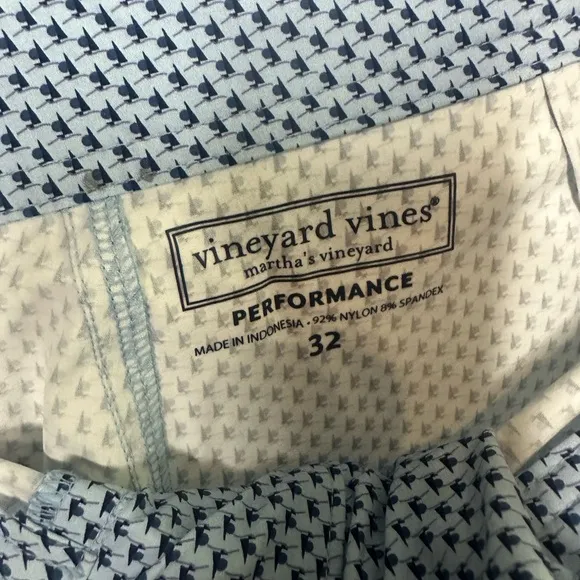 vineyard vines®
martha's vineyard
PERFORMANCE
MADE IN INDONESIA • 92% NYLON 8% SPANDEX
32